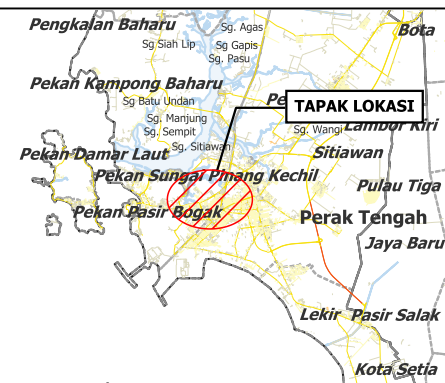 Pengkalan Baharu
Sg. Agas
Bota
Sg Siah Lip
Sg Gapis
Sg. Pasu
Pekan Kampong Baharu
Sg Batu Undan
TAPAK LOKASI
Sg. Manjung
Sg. Wangi
Lambor Kiri
Sg. Sempit
Sg. Sitiawan
Sitiawan
Pekan Damar Laut
Pekan Sungai Pinang Kechil
Pulau Tiga
Pekan Pasir Bogak
Perak Tengah
Jaya Baru
Lekir
Pasir Salak
Kota Setia